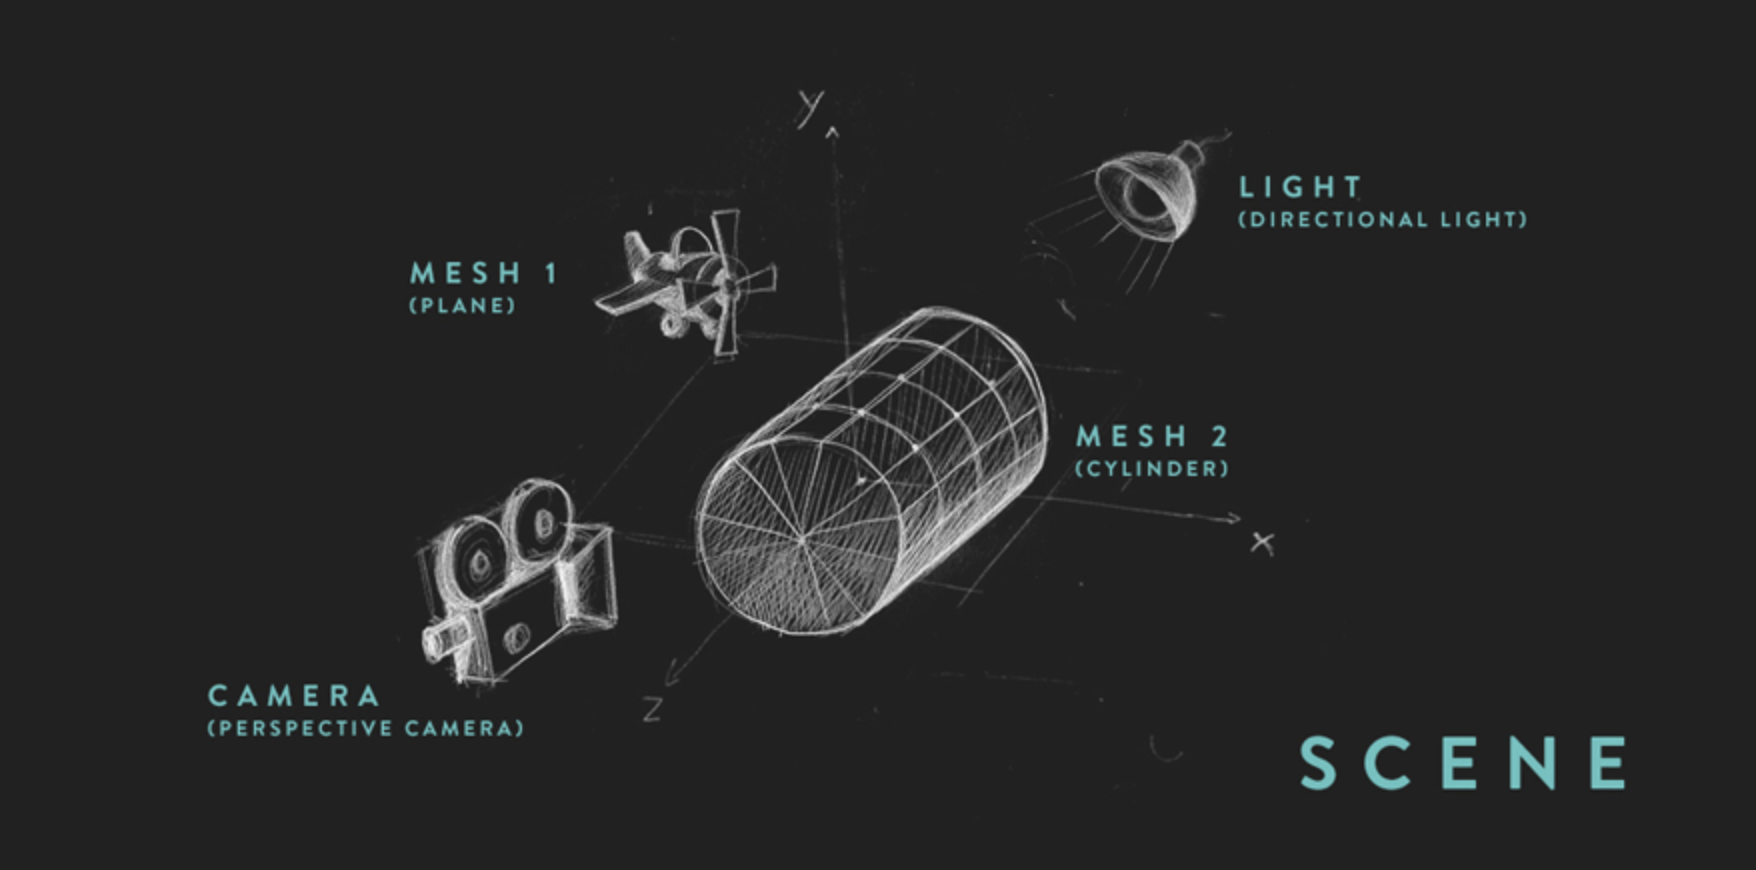 y
LIGHT
(DIRECTIONAL LIGHT)
MESH 1
(PLANE)
MESH 2
(CYLINDER)
x
CAMERA
(PERSPECTIVE CAMERA)
z
SCENE